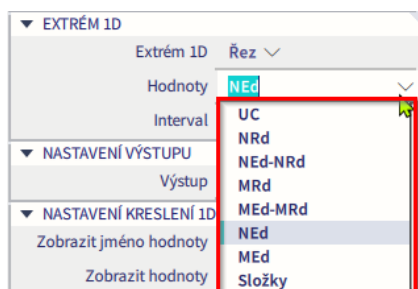 EXTRÉM 1D
Extrém 1D Řez
Hodnoty NEd
Interval UC
NRd
NASTAVENÍ VÝSTUPU NEd-NRd
Výstup MRd
MEd-MRd
NASTAVENÍ KRESLENÍ 1D
Zobrazit jméno hodnoty NEd
MEd
Zobrazit hodnoty Složky